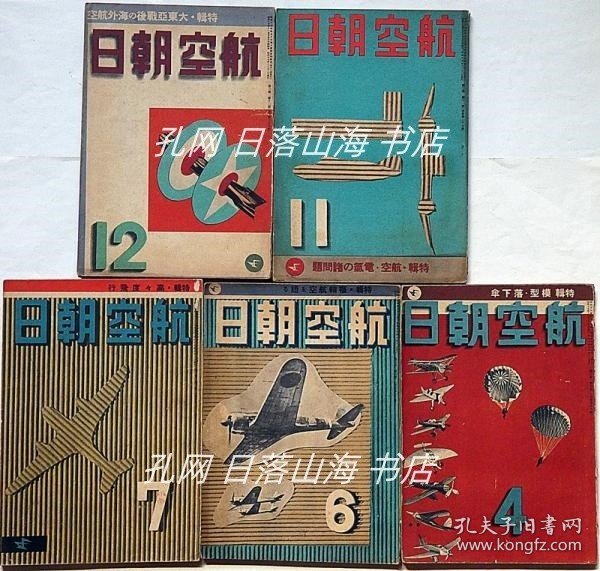 特輯・大東亞戰後の海外航空
航空朝日
12
航空朝日
11
特輯・航空・電氣の諸問題
孔网 日落山海 书店
特輯・高々度飛行
航空朝日
7
特輯
航空朝日
6
特輯 模型・落下傘
航空朝日
4
孔网 日落山海 书店
孔夫子旧书网
www.kongfz.com